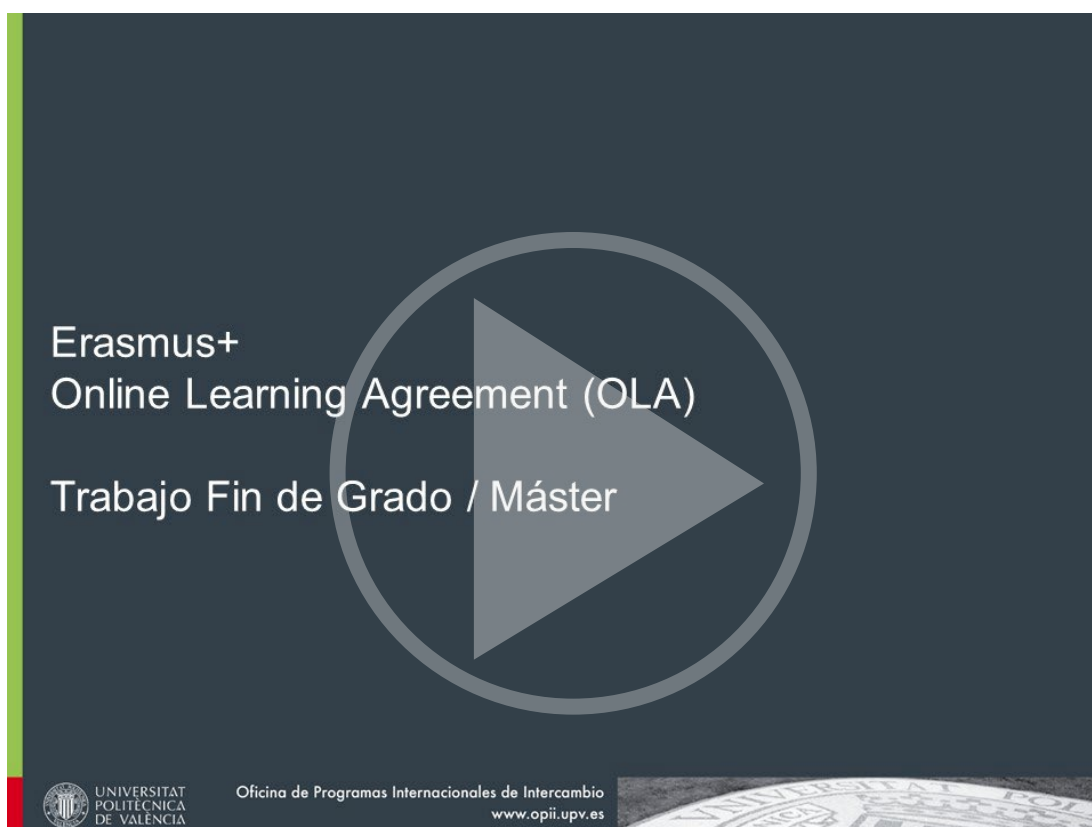 Erasmus+
Online Learning Agreement (OLA)
Trabajo Fin de Grado / Máster
UNIVERSITAT
POLITÈCNICA
DE VALÈNCIA
Oficina de Programas Internacionales de Intercambio
www.opii.upv.es